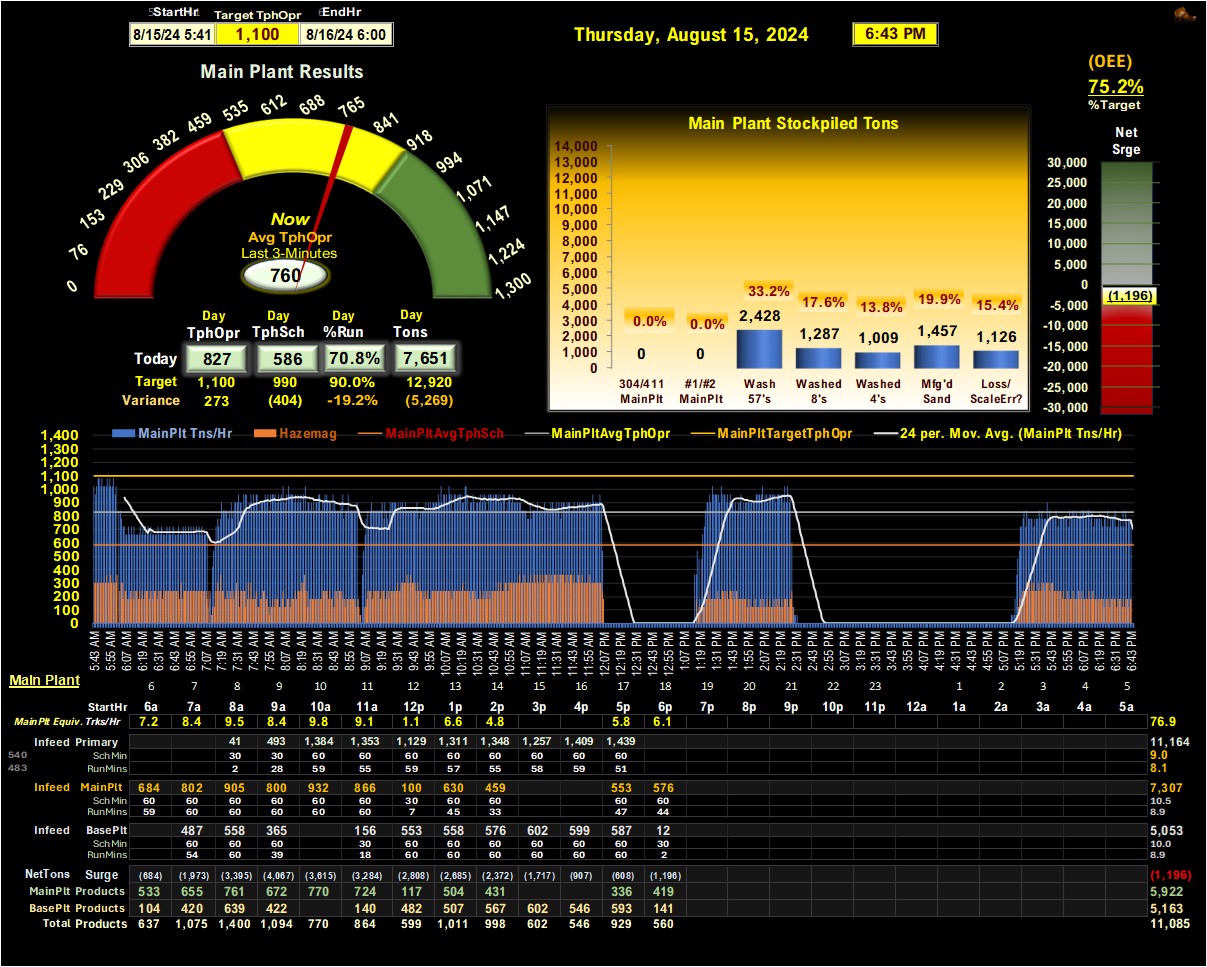 StartHr Target TphOpr EndHr
8/15/24 5:41 1,100 8/16/24 6:00
Thursday, August 15, 2024 6:43 PM
(OEE)
75.2%
%Target
Main Plant Results
0 76 153 229 306 382 459 535 612 688 765 841 918 994 1,071 1,147 1,224 1,300
Now
Avg TphOpr
Last 3-Minutes
760
Day Day Day Day
TphOpr TphSch %Run Tons
Today 827 586 70.8% 7,651
Target 1,100 990 90.0% 12,920
Variance 273 (404) -19.2% (5,269)
Main Plant Stockpiled Tons
14,000
13,000
12,000
11,000
10,000
9,000
8,000
7,000
6,000
5,000
4,000
3,000
2,000
1,000
0
0.0% 0.0% 33.2% 17.6% 13.8% 19.9% 15.4%
0 0 2,428 1,287 1,009 1,457 1,126
304/411 #1/#2 Wash Washed Washed Mfg'd Loss/
MainPlt MainPlt 57's 8's 4's Sand ScaleErr?
Net
Srge
30,000
25,000
20,000
15,000
10,000
5,000
0
(1,196)
-5,000
-10,000
-15,000
-20,000
-25,000
-30,000
MainPlt Tns/Hr Hazemag MainPltAvgTphSch MainPltAvgTphOpr MainPltTargetTphOpr 24 per. Mov. Avg. (MainPlt Tns/Hr)
1,400
1,300
1,200
1,100
1,000
900
800
700
600
500
400
300
200
100
0
5:43 AM 5:55 AM 6:07 AM 6:19 AM 6:31 AM 6:43 AM 6:55 AM 7:07 AM 7:19 AM 7:31 AM 7:43 AM 7:55 AM 8:07 AM 8:19 AM 8:31 AM 8:43 AM 8:55 AM 9:07 AM 9:19 AM 9:31 AM 9:43 AM 9:55 AM 10:07 AM 10:19 AM 10:31 AM 10:43 AM 10:55 AM 11:07 AM 11:19 AM 11:31 AM 11:43 AM 11:55 AM 12:07 PM 12:19 PM 12:31 PM 12:43 PM 12:55 PM 1:07 PM 1:19 PM 1:31 PM 1:43 PM 1:55 PM 2:07 PM 2:19 PM 2:31 PM 2:43 PM 2:55 PM 3:07 PM 3:19 PM 3:31 PM 3:43 PM 3:55 PM 4:07 PM 4:19 PM 4:31 PM 4:43 PM 4:55 PM 5:07 PM 5:19 PM 5:31 PM 5:43 PM 5:55 PM 6:07 PM 6:19 PM 6:31 PM 6:43 PM
Main Plant 6 7 8 9 10 11 12 13 14 15 16 17 18 19 20 21 22 23 1 2 3 4 5
StartHr 6a 7a 8a 9a 10a 11a 12p 1p 2p 3p 4p 5p 6p 7p 8p 9p 10p 11p 12a 1a 2a 3a 4a 5a
MainPlt Equiv. Trks/Hr 7.2 8.4 9.5 8.4 9.8 9.1 1.1 6.6 4.8 5.8 6.1 76.9
Infeed Primary 41 493 1,384 1,353 1,129 1,311 1,348 1,257 1,409 1,439 11,164
540 Sch Min 30 30 60 60 60 60 60 60 60 60 9.0
483 RunMins 2 28 59 55 59 57 55 58 59 51 8.1
Infeed MainPlt 684 802 905 800 932 866 100 630 459 553 576 7,307
Sch Min 60 60 60 60 60 60 30 60 60 60 60 10.5
RunMins 59 60 60 60 60 60 7 45 33 47 44 8.9
Infeed BasePlt 487 558 365 156 553 558 576 602 599 587 12 5,053
Sch Min 60 60 60 30 60 60 60 60 60 60 30 10.0
RunMins 54 60 39 18 60 60 60 60 60 60 2 8.9
NetTons Surge (684) (1,973) (3,395) (4,067) (3,615) (3,284) (2,808) (2,685) (2,372) (1,717) (907) (608) (1,196) (1,196)
MainPlt Products 533 655 761 672 770 724 117 504 431 336 419 5,922
BasePlt Products 104 420 639 422 140 482 507 567 602 546 593 141 5,163
Total Products 637 1,075 1,400 1,094 770 864 599 1,011 998 602 546 929 560 11,085